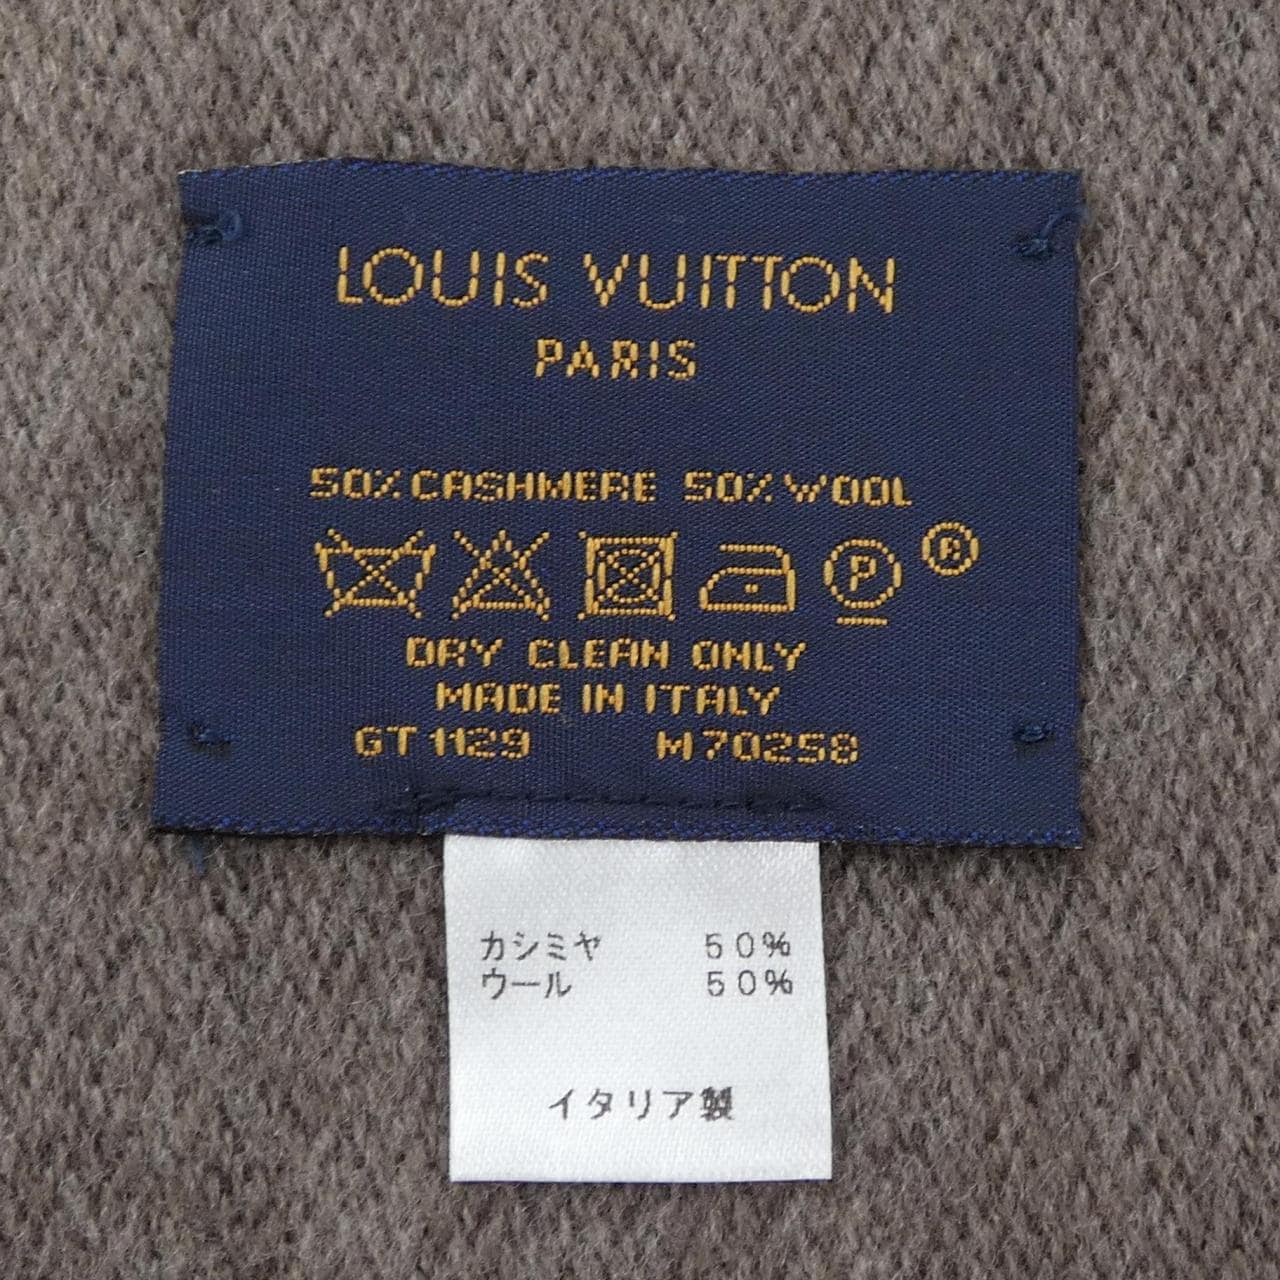 LOUIS VUITTON
PARIS
50% CASHMERE 50% WOOL
P ®
DRY CLEAN ONLY
MADE IN ITALY
GT 1129 M70258
カシミヤ 50%
ウール 50%
イタリア製